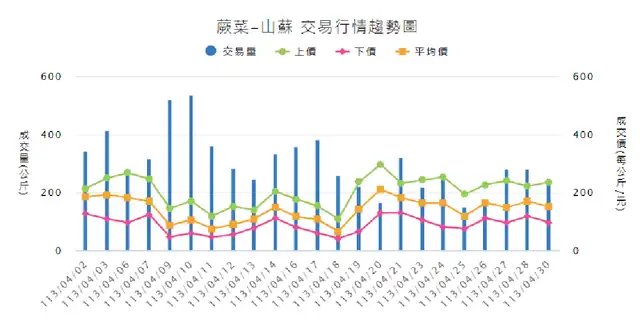 蕨菜-山蘇 交易行情趨勢圖
交易量 上價 下價 平均價
600 600
400 400
200 200
0 0
成交量(公斤)
成交價(每公斤/元)
113/04/02 113/04/03 113/04/06 113/04/07 113/04/09 113/04/10 113/04/11 113/04/12 113/04/13 113/04/14 113/04/16 113/04/17 113/04/18 113/04/19 113/04/20 113/04/21 113/04/23 113/04/24 113/04/25 113/04/26 113/04/27 113/04/28 113/04/30